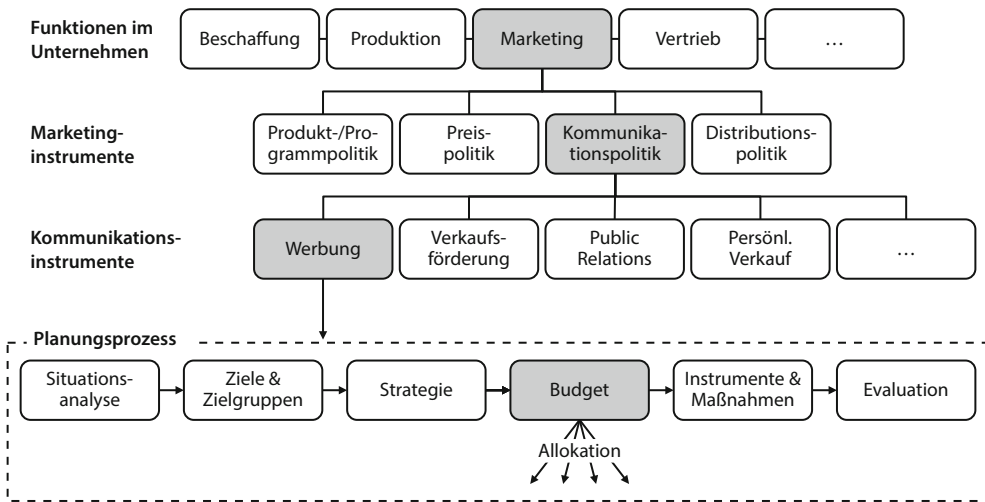 Funktionen im
Unternehmen
Beschaffung
Produktion
Marketing
Vertrieb
…
Marketing-
instrumente
Produkt-/Pro-
grammpolitik
Preis-
politik
Kommunika-
tionspolitik
Distributions-
politik
Kommunikations-
instrumente
Werbung
Verkaufs-
förderung
Public
Relations
Persönl.
Verkauf
…
Planungsprozess
Situations-
analyse
Ziele &
Zielgruppen
Strategie
Budget
Instrumente &
Maßnahmen
Evaluation
Allokation